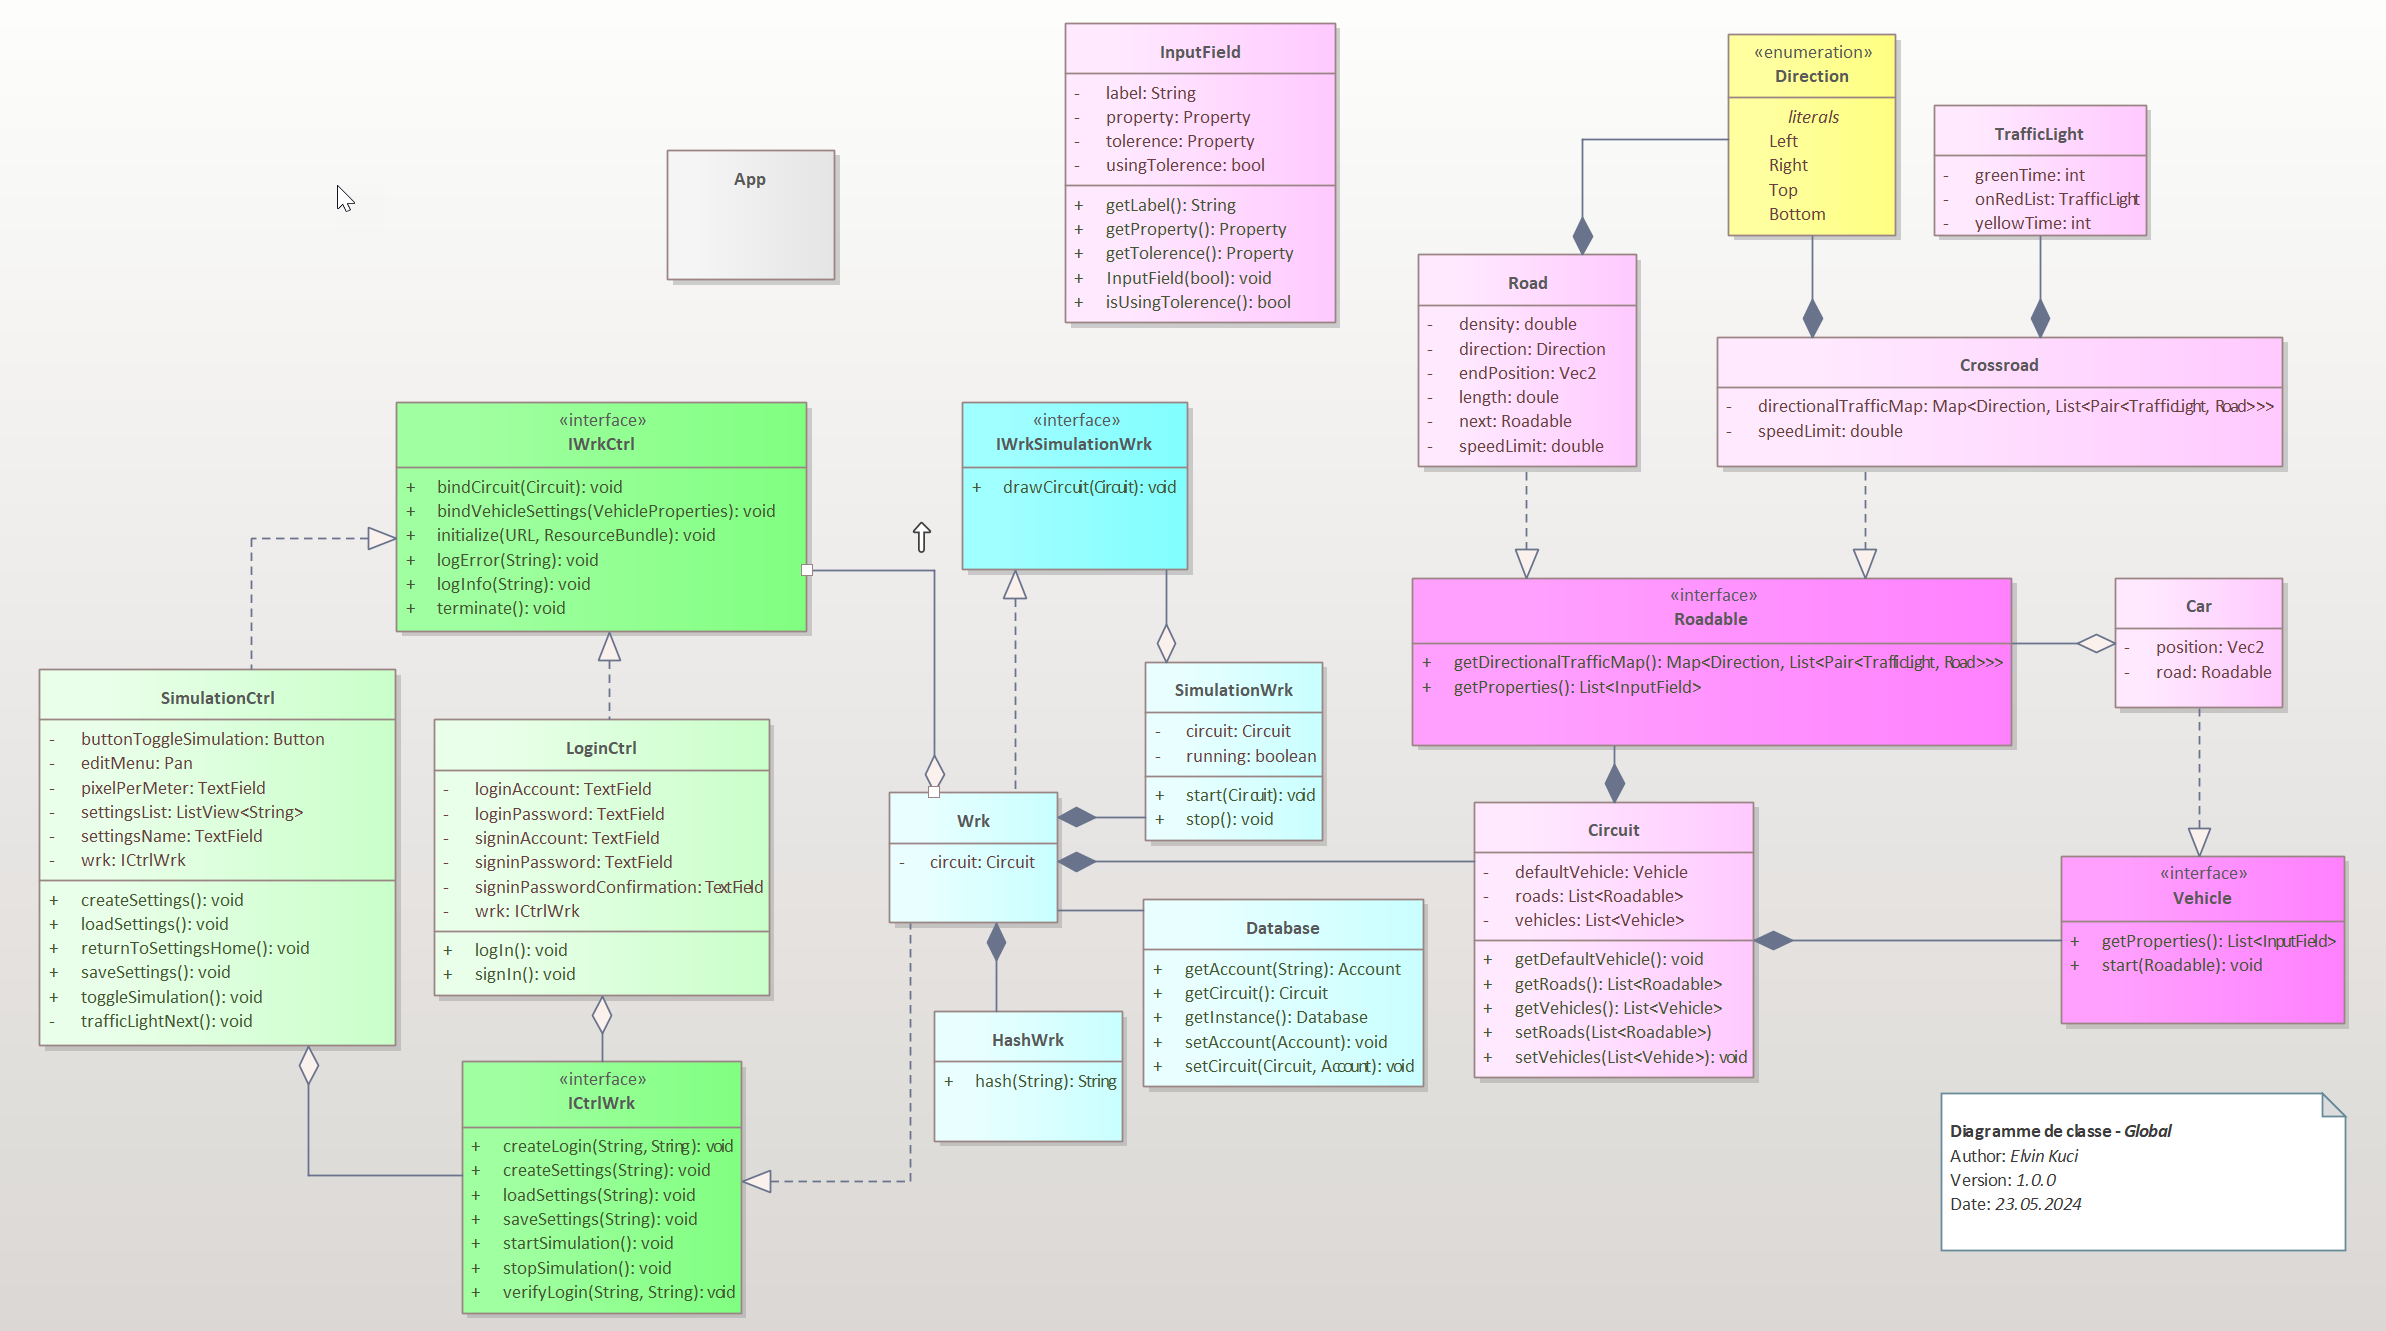 InputField
- label: String
- property: Property
- tolerence: Property
- usingTolerence: bool
+ getLabel(): String
+ getProperty(): Property
+ getTolerence(): Property
+ InputField(bool): void
+ isUsingTolerence(): bool
«enumeration»
Direction
literals
Left
Right
Top
Bottom
TrafficLight
- greenTime: int
- onRedList: TrafficLight
- yellowTime: int
App
Road
- density: double
- direction: Direction
- endPosition: Vec2
- length: doule
- next: Roadable
- speedLimit: double
Crossroad
- directionalTrafficMap: Map<Direction, List<Pair<TrafficLight, Road>>>
- speedLimit: double
«interface»
IWrkCtrl
+ bindCircuit(Circuit): void
+ bindVehicleSettings(VehicleProperties): void
+ initialize(URL, ResourceBundle): void
+ logError(String): void
+ logInfo(String): void
+ terminate(): void
«interface»
IWrkSimulationWrk
+ drawCircuit(Circuit): void
«interface»
Roadable
+ getDirectionalTrafficMap(): Map<Direction, List<Pair<TrafficLight, Road>>>
+ getProperties(): List<InputField>
Car
- position: Vec2
- road: Roadable
SimulationCtrl
- buttonToggleSimulation: Button
- editMenu: Pan
- pixelPerMeter: TextField
- settingsList: ListView<String>
- settingsName: TextField
- wrk: ICtrlWrk
+ createSettings(): void
+ loadSettings(): void
+ returnToSettingsHome(): void
+ saveSettings(): void
+ toggleSimulation(): void
- trafficLightNext(): void
LoginCtrl
- loginAccount: TextField
- loginPassword: TextField
- signinAccount: TextField
- signinPassword: TextField
- signinPasswordConfirmation: TextField
- wrk: ICtrlWrk
+ logIn(): void
+ signIn(): void
SimulationWrk
- circuit: Circuit
- running: boolean
+ start(Circuit): void
+ stop(): void
Wrk
- circuit: Circuit
Circuit
- defaultVehicle: Vehicle
- roads: List<Roadable>
- vehicles: List<Vehicle>
+ getDefaultVehicle(): void
+ getRoads(): List<Roadable>
+ getVehicles(): List<Vehicle>
+ setRoads(List<Roadable>)
+ setVehicles(List<Vehicle>): void
«interface»
Vehicle
+ getProperties(): List<InputField>
+ start(Roadable): void
Database
+ getAccount(String): Account
+ getCircuit(): Circuit
+ getInstance(): Database
+ setAccount(Account): void
+ setCircuit(Circuit, Account): void
HashWrk
+ hash(String): String
«interface»
ICtrlWrk
+ createLogin(String, String): void
+ createSettings(String): void
+ loadSettings(String): void
+ saveSettings(String): void
+ startSimulation(): void
+ stopSimulation(): void
+ verifyLogin(String, String): void
Diagramme de classe - Global
Author: Elvin Kuci
Version: 1.0.0
Date: 23.05.2024